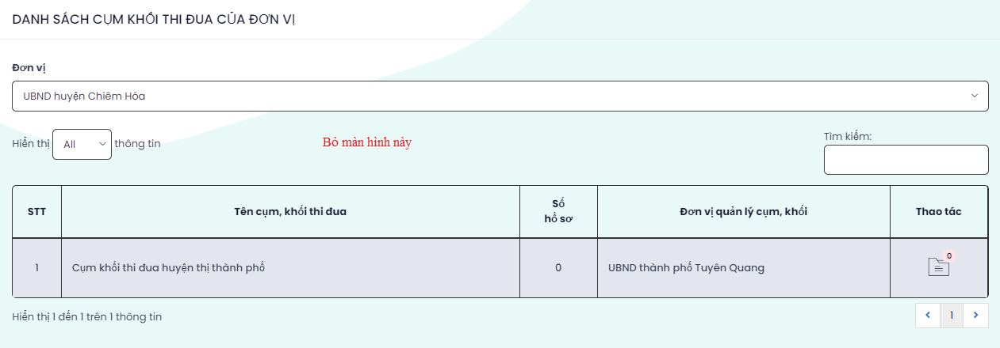 DANH SÁCH CỤM KHỐI THI ĐUA CỦA ĐƠN VỊ
Đơn vị
UBND huyện Chiêm Hóa
Hiển thị All thông tin
Bỏ màn hình này
Tìm kiếm:
STT
Tên cụm, khối thi đua
Số
hồ sơ
Đơn vị quản lý cụm, khối
Thao tác
1
Cụm khối thi đua huyện thị thành phố
0
UBND thành phố Tuyên Quang
0
Hiển thị 1 đến 1 trên 1 thông tin
1